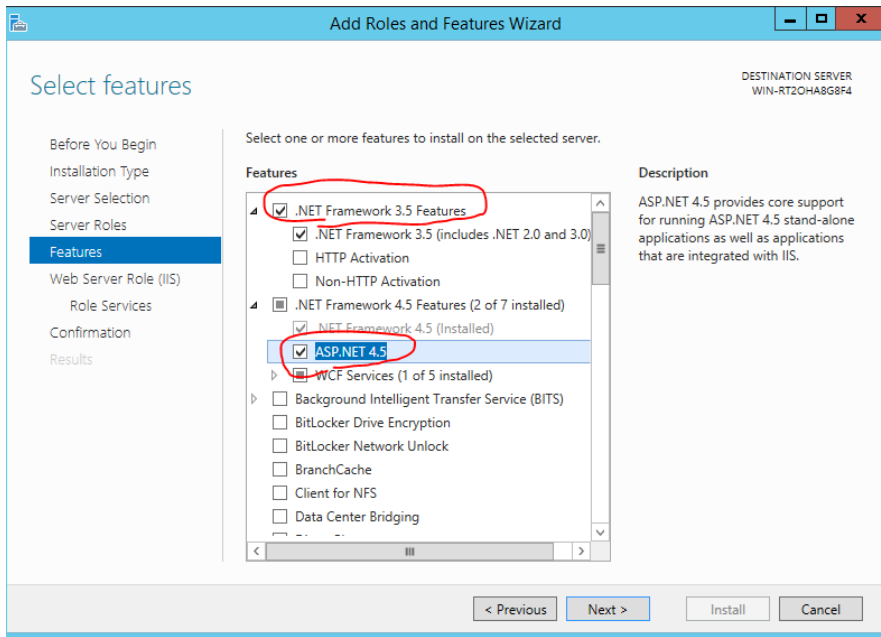 Add Roles and Features Wizard
Select features
DESTINATION SERVER
WIN-RT2OHA8G8F4
Before You Begin
Installation Type
Server Selection
Server Roles
Features
Web Server Role (IIS)
Role Services
Confirmation
Results
Select one or more features to install on the selected server.
Features
.NET Framework 3.5 Features
.NET Framework 3.5 (includes .NET 2.0 and 3.0)
HTTP Activation
Non-HTTP Activation
.NET Framework 4.5 Features (2 of 7 installed)
.NET Framework 4.5 (Installed)
ASP.NET 4.5
WCF Services (1 of 5 installed)
Background Intelligent Transfer Service (BITS)
BitLocker Drive Encryption
BitLocker Network Unlock
BranchCache
Client for NFS
Data Center Bridging
Description
ASP.NET 4.5 provides core support
for running ASP.NET 4.5 stand-alone
applications as well as applications
that are integrated with IIS.
< Previous
Next >
Install
Cancel